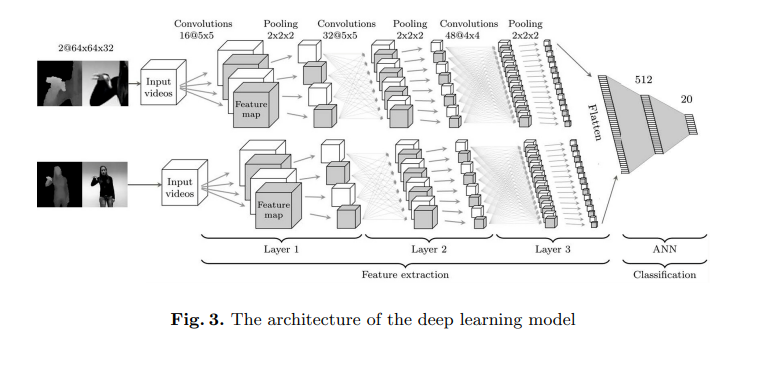 Convolutions Pooling Convolutions Pooling Convolutions Pooling
16@5x5 2x2x2 32@5x5 2x2x2 48@4x4 2x2x2
2@64x64x32
Input
videos
Feature
map
Flatten
512
20
Input
videos
Feature
map
Layer 1 Layer 2 Layer 3 ANN
Feature extraction Classification
Fig. 3. The architecture of the deep learning model